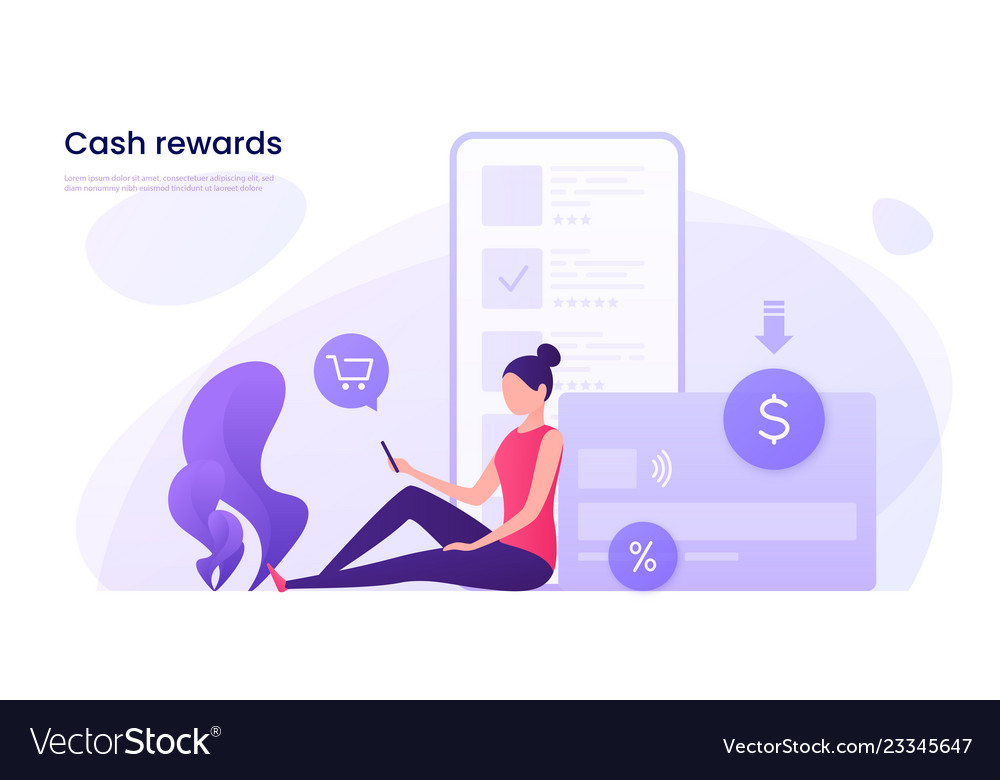 Cash rewards
Lorem ipsum dolor sit amet, consectetuer adipiscing elit, sed
diam nonummy nibh euismod tincidunt ut laoreet dolore
$
%
VectorStock®
VectorStock.com/23345647